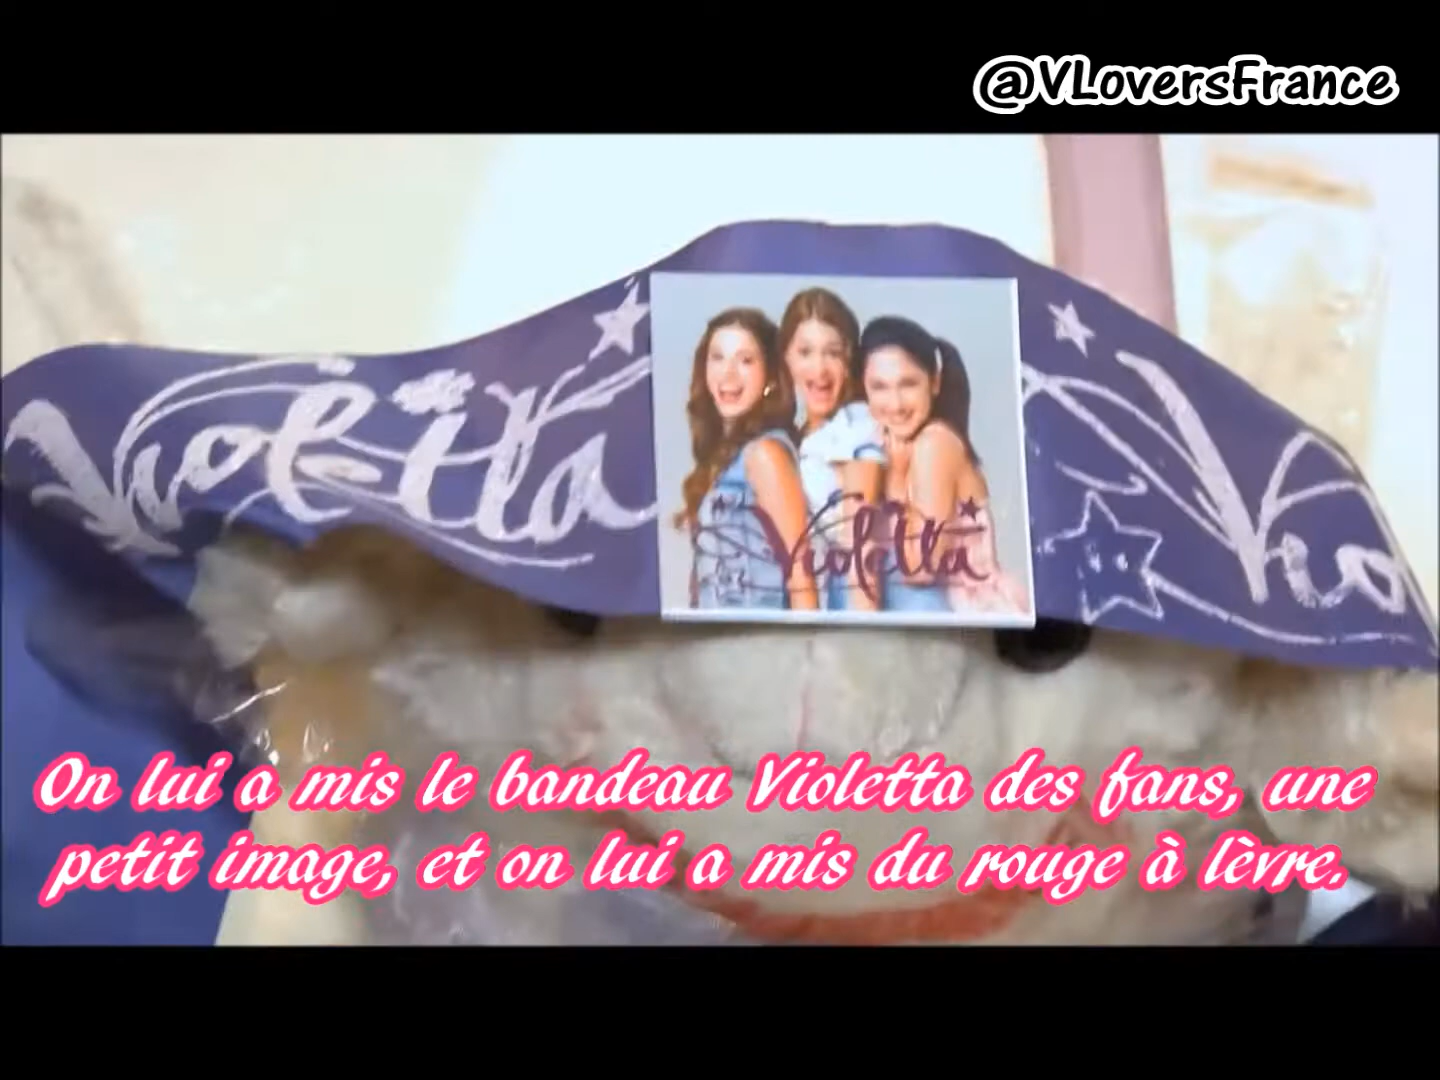 @VLoversFrance
Violetta
Vio
Violetta
On lui a mis le bandeau Violetta des fans, une
petit image, et on lui a mis du rouge à lèvre.